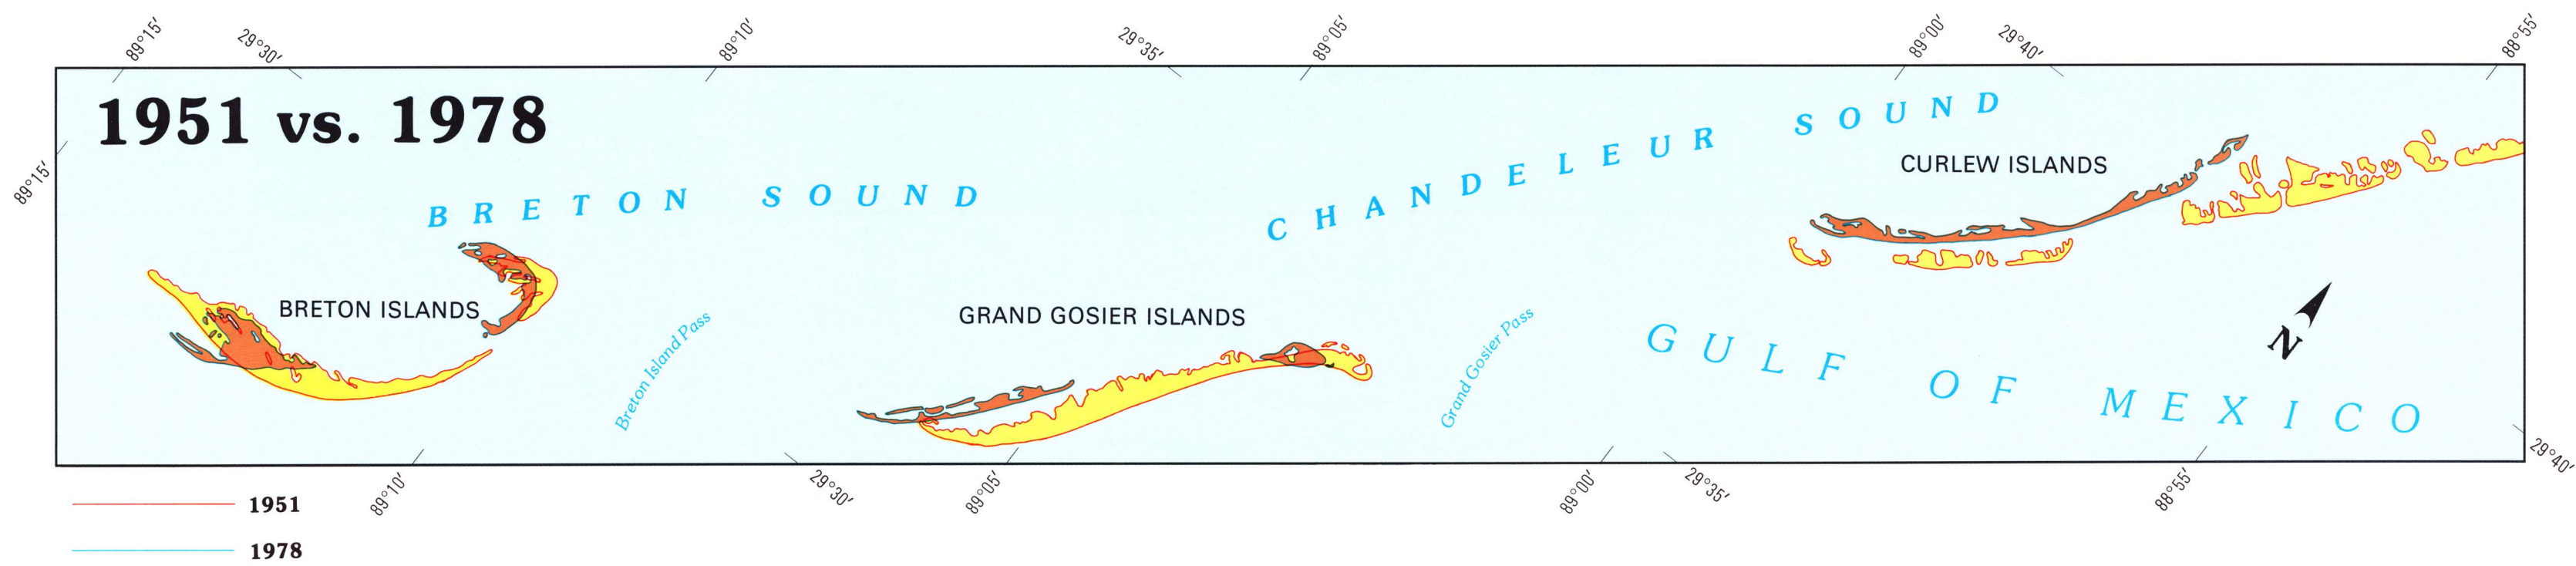 89°15′
29°30′
89°10′
29°35′
89°05′
89°00′
29°40′
88°55′
1951 vs. 1978
89°15′
BRETON SOUND
CHANDELEUR SOUND
CURLEW ISLANDS
BRETON ISLANDS
GRAND GOSIER ISLANDS
Breton Island Pass
Grand Gosier Pass
GULF OF MEXICO
N
29°40′
89°10′
29°30′
89°05′
89°00′
29°35′
88°55′
1951
1978